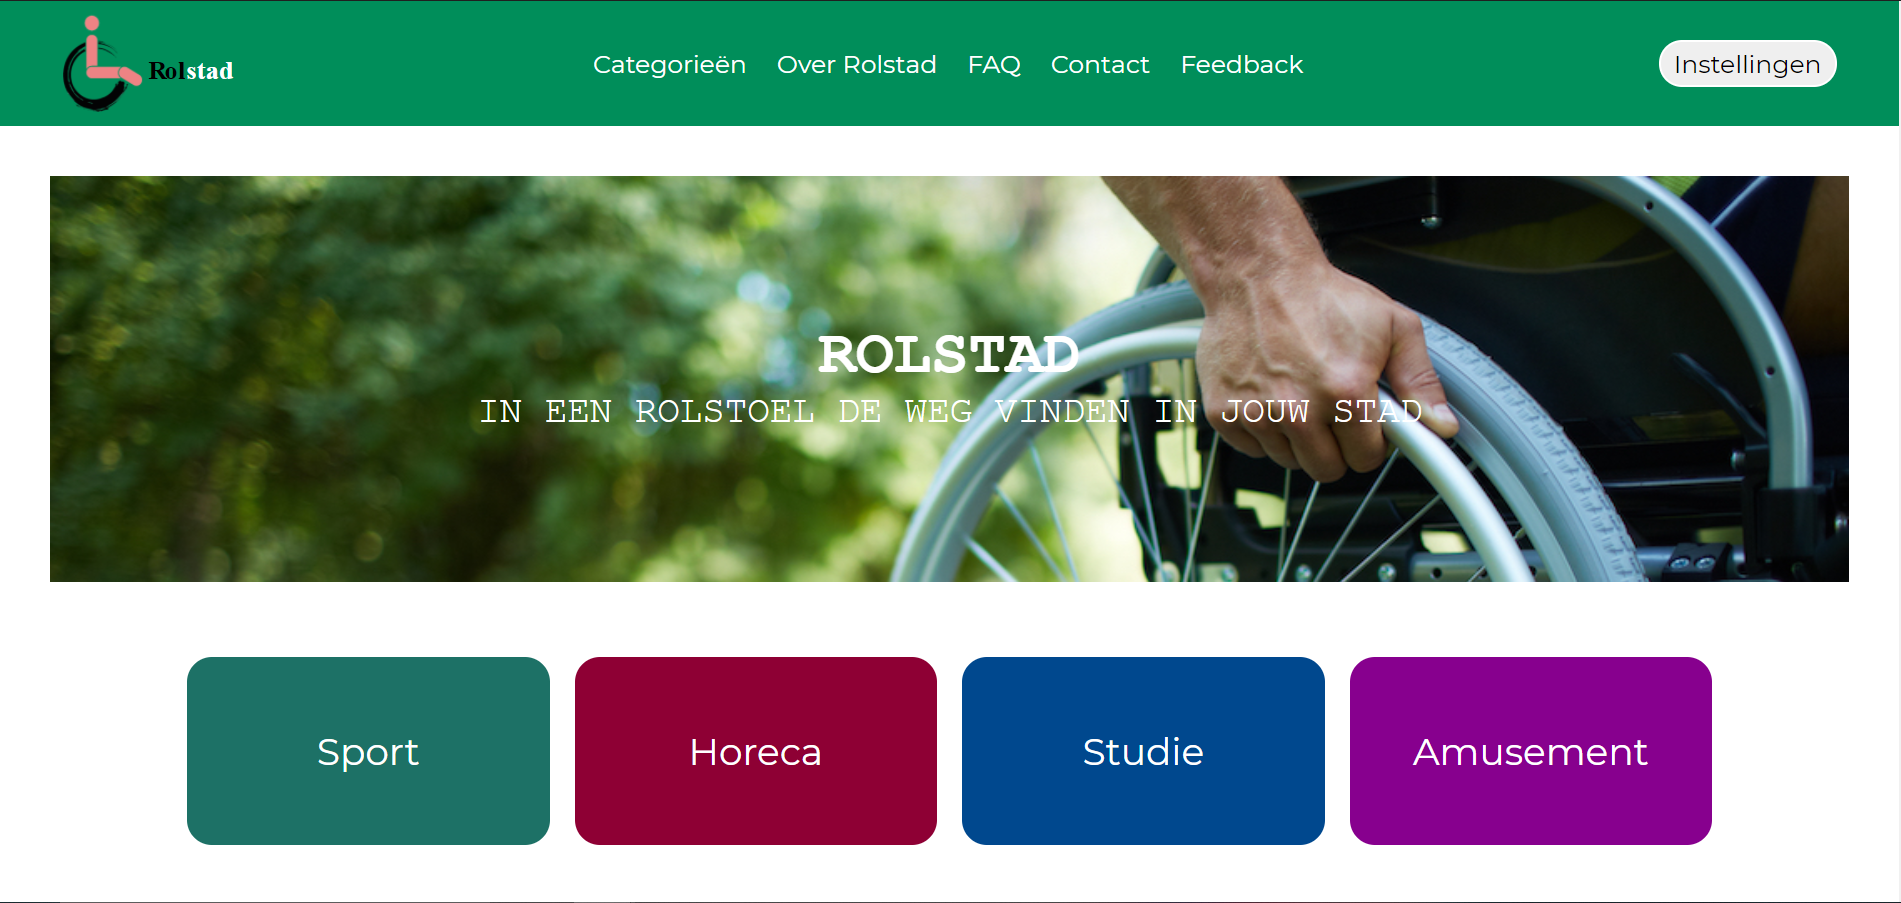 Rolstad
Categorieën Over Rolstad FAQ Contact Feedback
Instellingen
ROLSTAD
IN EEN ROLSTOEL DE WEG VINDEN IN JOUW STAD
Sport
Horeca
Studie
Amusement